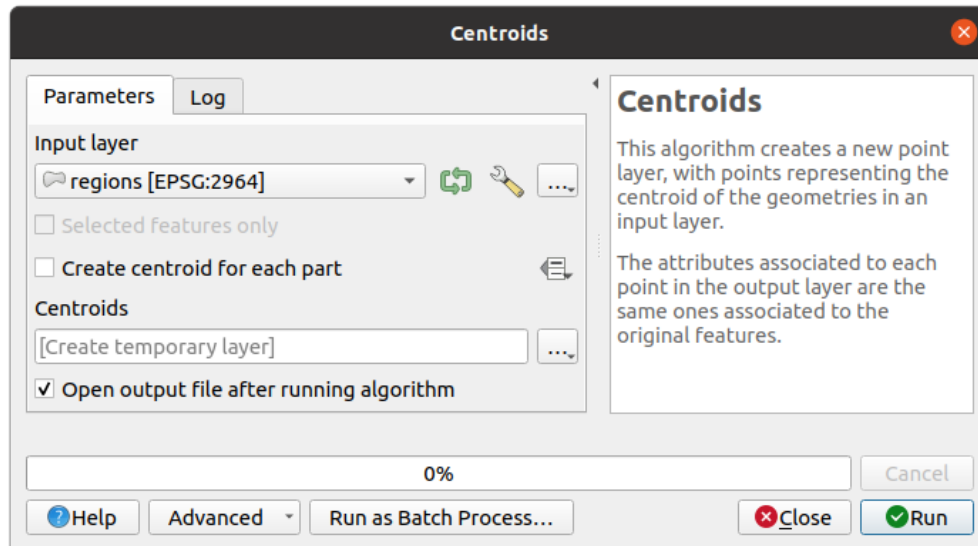 Centroids
Parameters
Log
Input layer
regions [EPSG:2964]
...
Selected features only
Create centroid for each part
Centroids
[Create temporary layer]
...
Open output file after running algorithm
Centroids
This algorithm creates a new point
layer, with points representing the
centroid of the geometries in an
input layer.
The attributes associated to each
point in the output layer are the
same ones associated to the
original features.
0%
Cancel
Help
Advanced
Run as Batch Process...
Close
Run